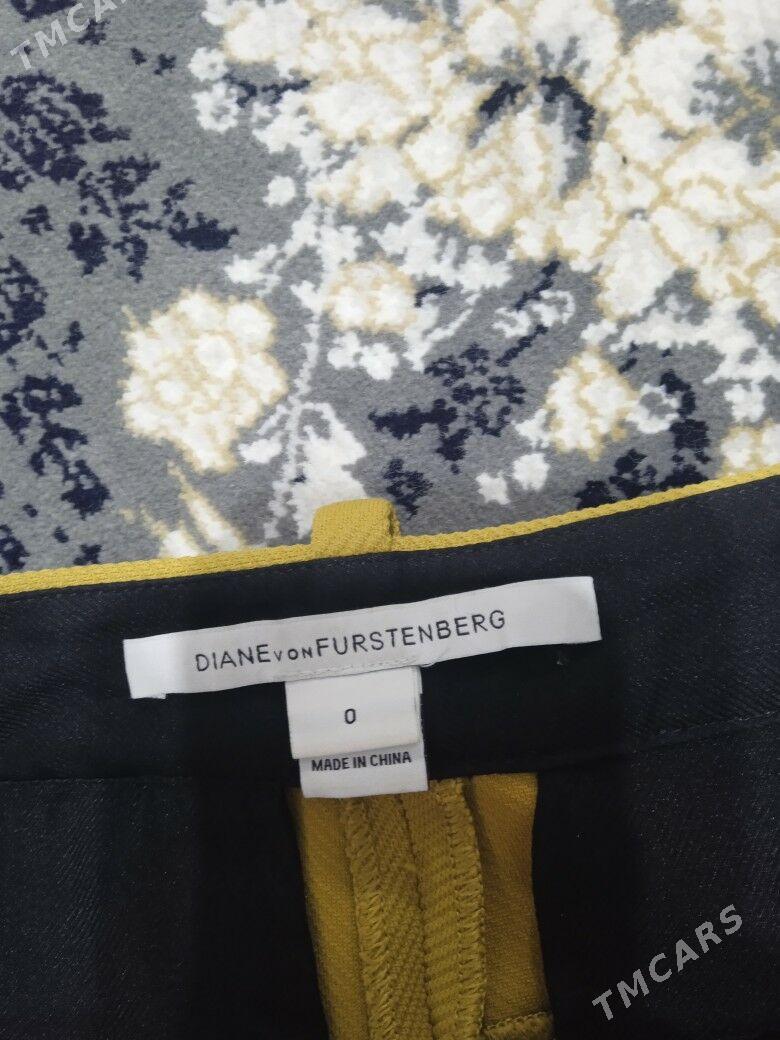 TMCARS
DIANE VON FURSTENBERG
0
MADE IN CHINA
TMCARS